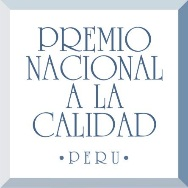 PREMIO
NACIONAL
A LA
CALIDAD
• PERU •